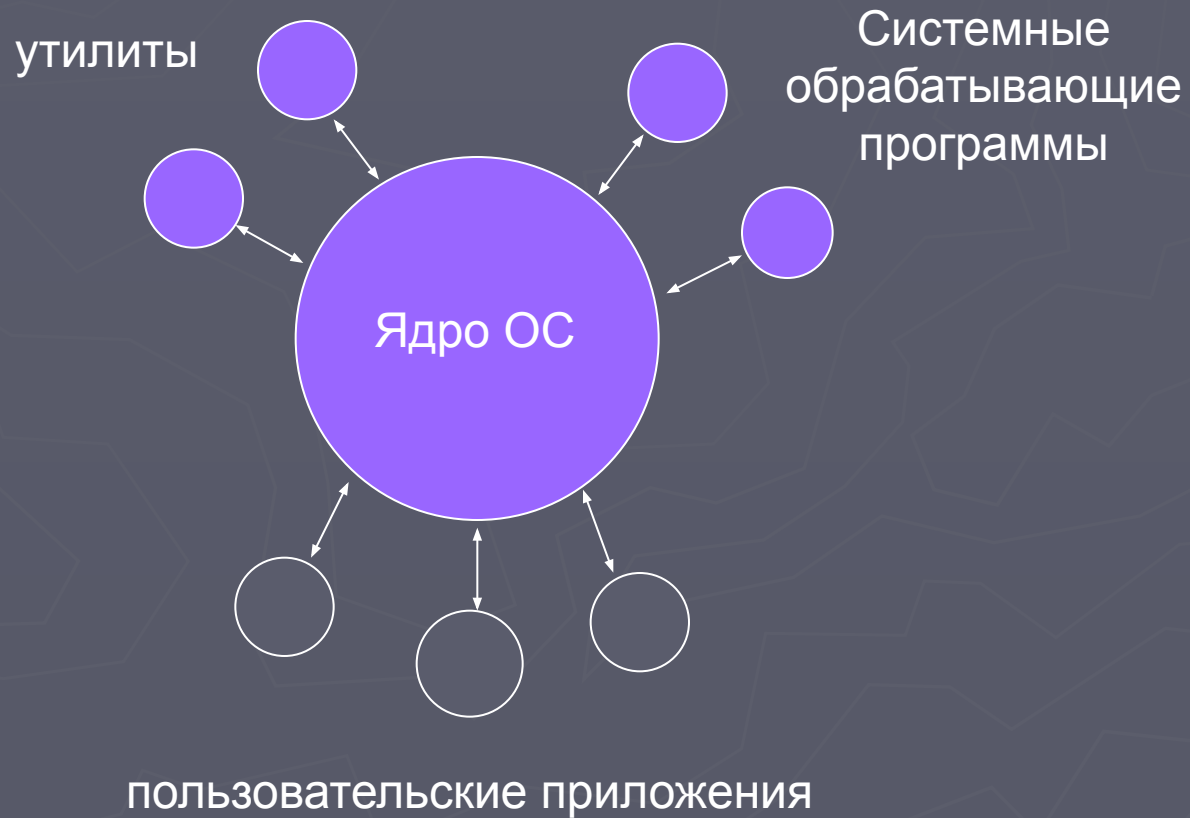 утилиты
Системные
обрабатывающие
программы
Ядро ОС
пользовательские приложения